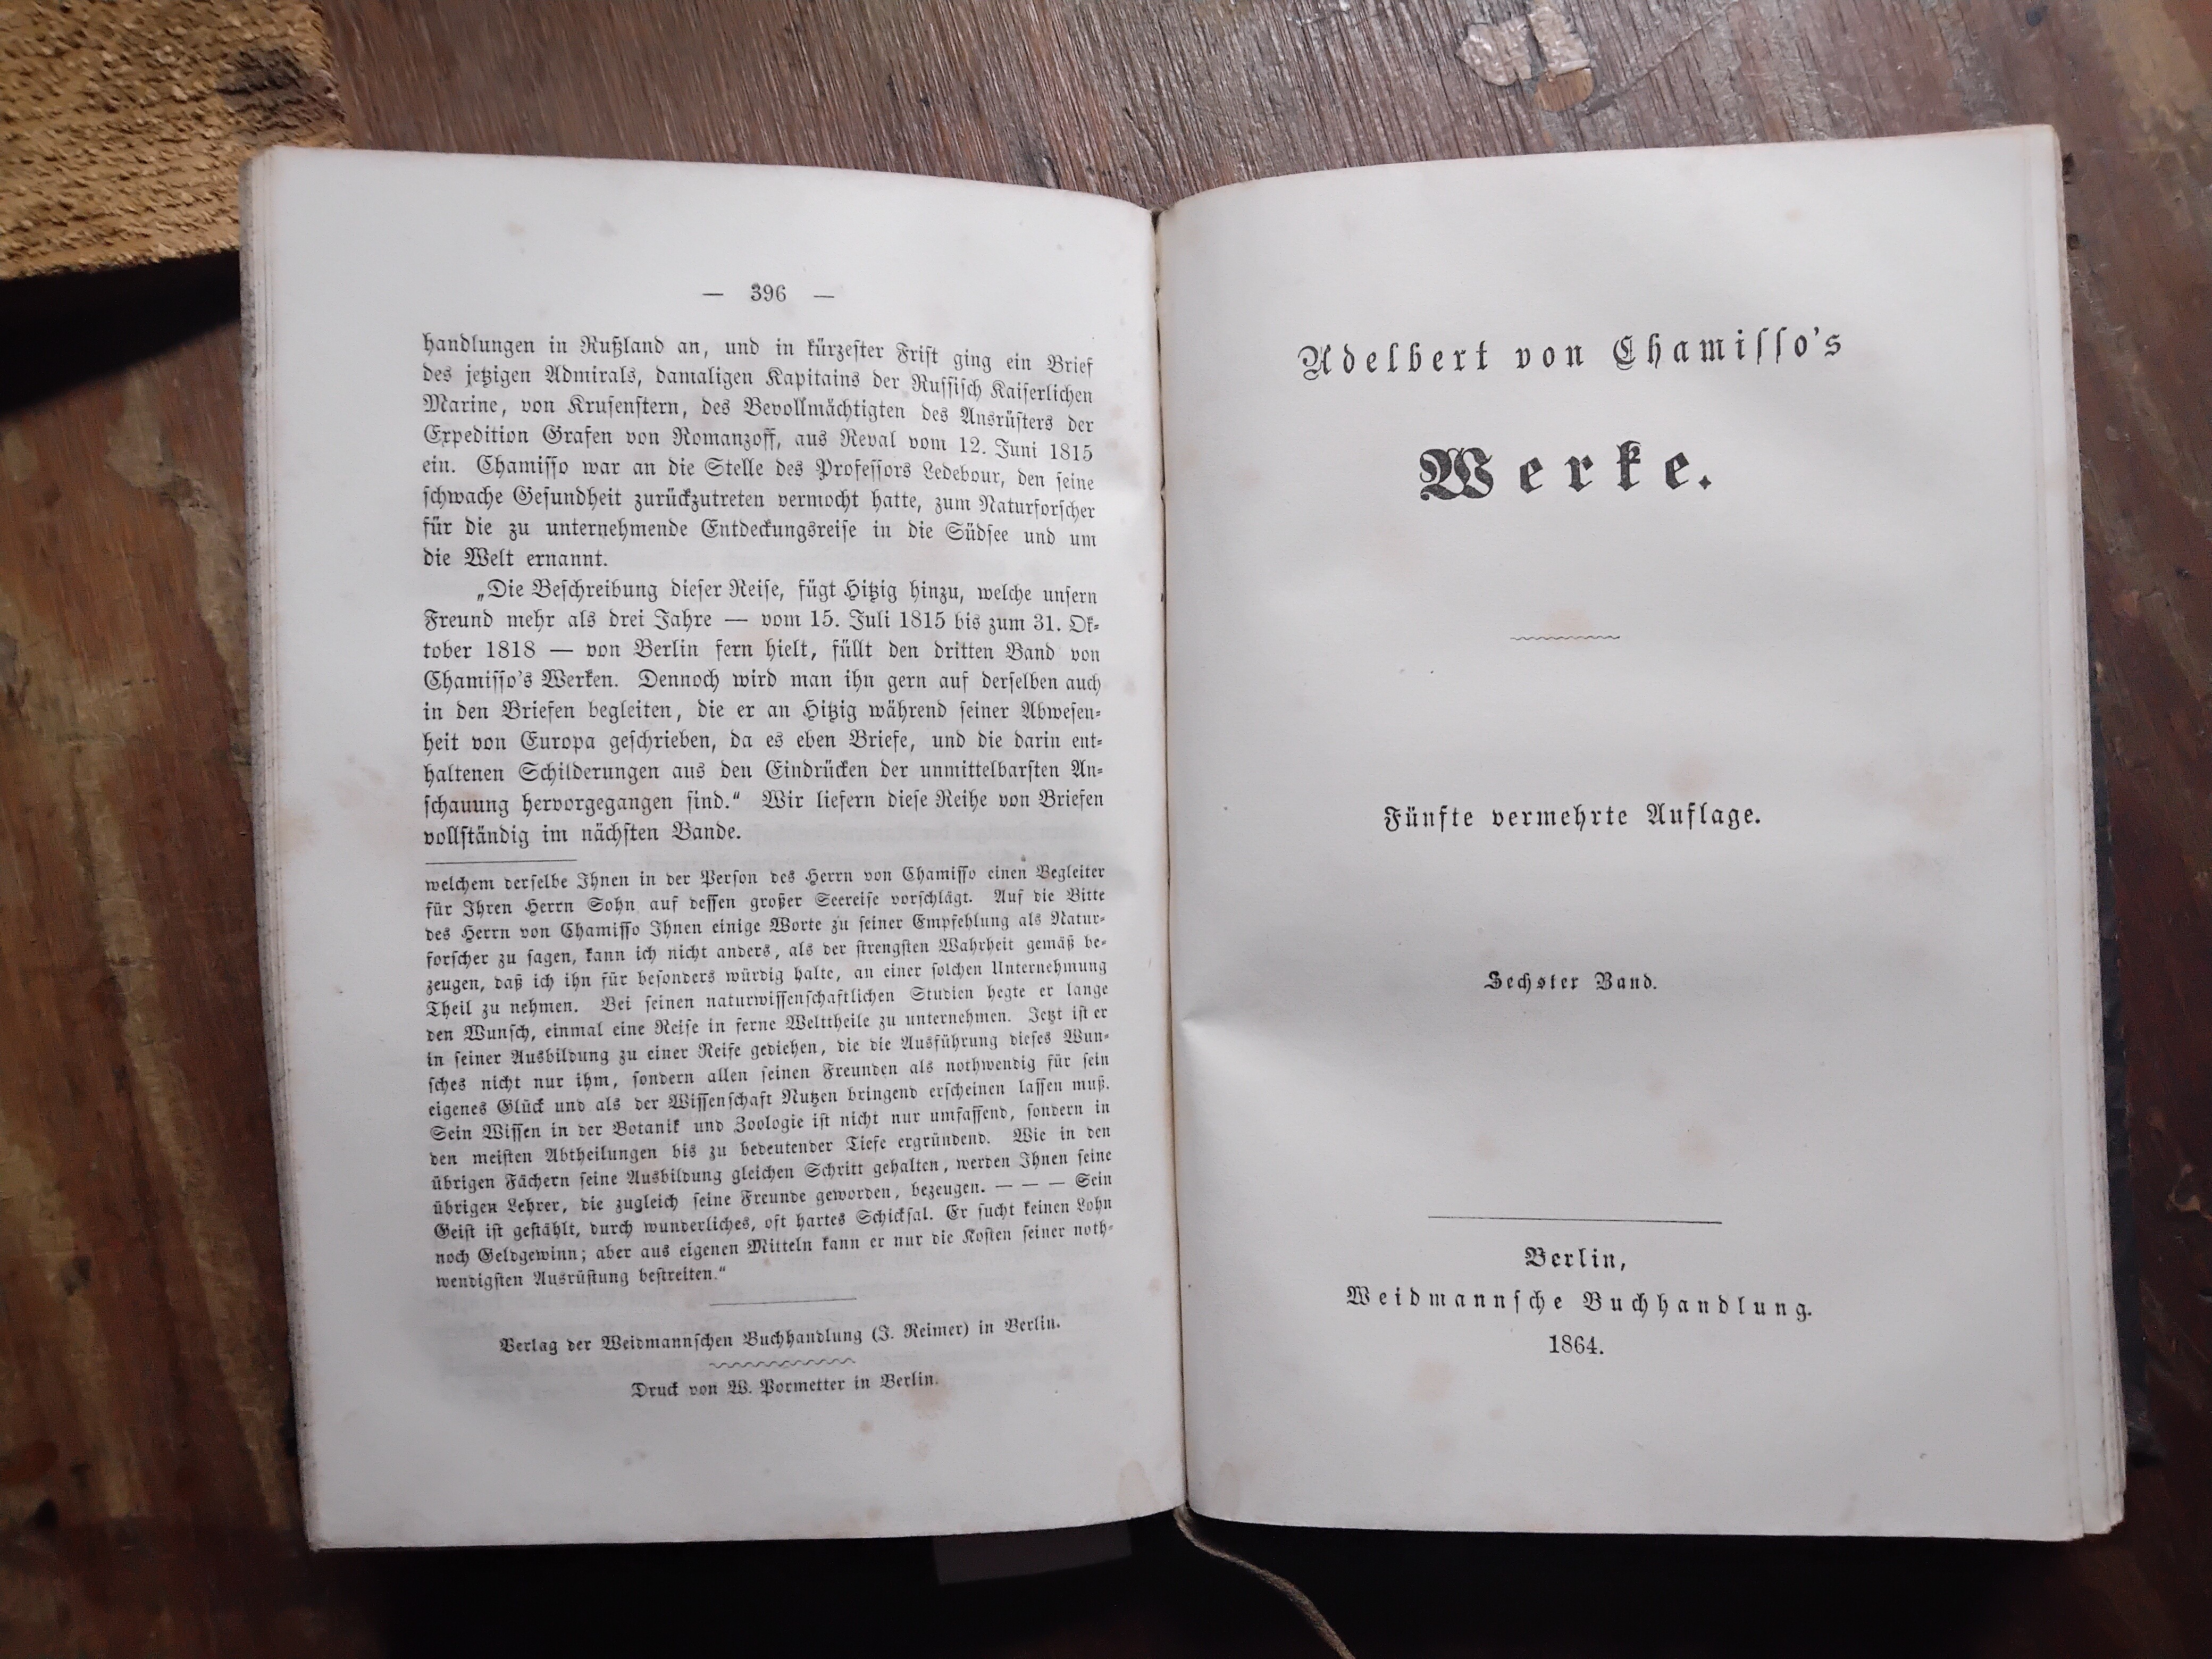 — 396 —
handlungen in Rußland an, und in kürzester Frist ging ein Brief
des jetzigen Admirals, damaligen Kapitains der Russisch Kaiserlichen
Marine, von Krusenstern, des Bevollmächtigten des Ausrüsters der
Expedition Grafen von Romanzoff, aus Reval vom 12. Juni 1815
ein. Chamisso war an die Stelle des Professors Ledebour, den seine
schwache Gesundheit zurückzutreten vermocht hatte, zum Naturforscher
für die zu unternehmende Entdeckungsreise in die Südsee und um
die Welt ernannt.
„Die Beschreibung dieser Reise, fügt Hitzig hinzu, welche unsern
Freund mehr als drei Jahre — vom 15. Juli 1815 bis zum 31. Ok-
tober 1818 — von Berlin fern hielt, füllt den dritten Band von
Chamisso's Werken. Dennoch wird man ihn gern auf derselben auch
in den Briefen begleiten, die er an Hitzig während seiner Abwesen-
heit von Europa geschrieben, da es eben Briefe, und die darin ent-
haltenen Schilderungen aus den Eindrücken der unmittelbarsten An-
schauung hervorgegangen sind.“ Wir liefern diese Reihe von Briefen
vollständig im nächsten Bande.
welchem derselbe Ihnen in der Person des Herrn von Chamisso einen Begleiter
für Ihren Herrn Sohn auf dessen großer Seereise vorschlägt. Auf die Bitte
des Herrn von Chamisso Ihnen einige Worte zu seiner Empfehlung als Natur-
forscher zu sagen, kann ich nicht anders, als der strengsten Wahrheit gemäß be-
zeugen, daß ich ihn für besonders würdig halte, an einer solchen Unternehmung
Theil zu nehmen. Bei seinen naturwissenschaftlichen Studien hegte er lange
den Wunsch, einmal eine Reise in ferne Welttheile zu unternehmen. Jetzt ist er
in seiner Ausbildung zu einer Reife gediehen, die die Ausführung dieses Wun-
sches nicht nur ihm, sondern allen seinen Freunden als nothwendig für sein
eigenes Glück und als der Wissenschaft Nutzen bringend erscheinen lassen muß.
Sein Wissen in der Botanik und Zoologie ist nicht nur umfassend, sondern in
den meisten Abtheilungen bis zu bedeutender Tiefe ergründend. Wie in den
übrigen Fächern seine Ausbildung gleichen Schritt gehalten, werden Ihnen seine
übrigen Lehrer, die zugleich seine Freunde geworden, bezeugen. — — — Sein
Geist ist gestählt, durch wunderliches, oft hartes Schicksal. Er sucht keinen Lohn
noch Geldgewinn; aber aus eigenen Mitteln kann er nur die Kosten seiner noth-
wendigsten Ausrüstung bestreiten.“
Verlag der Weidmannschen Buchhandlung (J. Reimer) in Berlin.
Druck von W. Pormetter in Berlin.
Adelbert von Chamisso's
Werke.
Fünfte vermehrte Auflage.
Sechster Band.
Berlin,
Weidmannsche Buchhandlung.
1864.